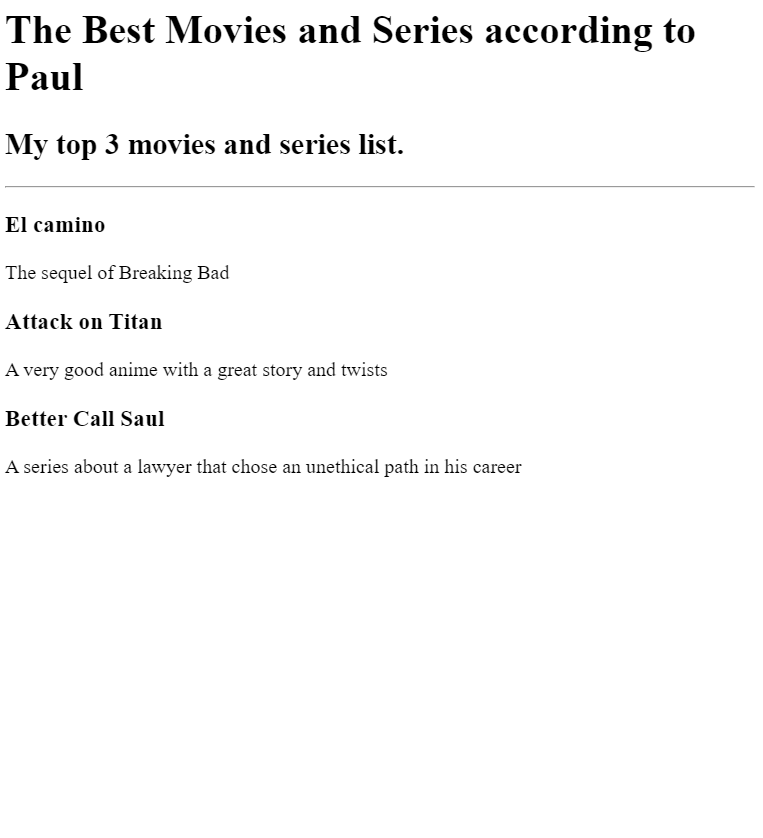 The Best Movies and Series according to
Paul
My top 3 movies and series list.
El camino
The sequel of Breaking Bad
Attack on Titan
A very good anime with a great story and twists
Better Call Saul
A series about a lawyer that chose an unethical path in his career